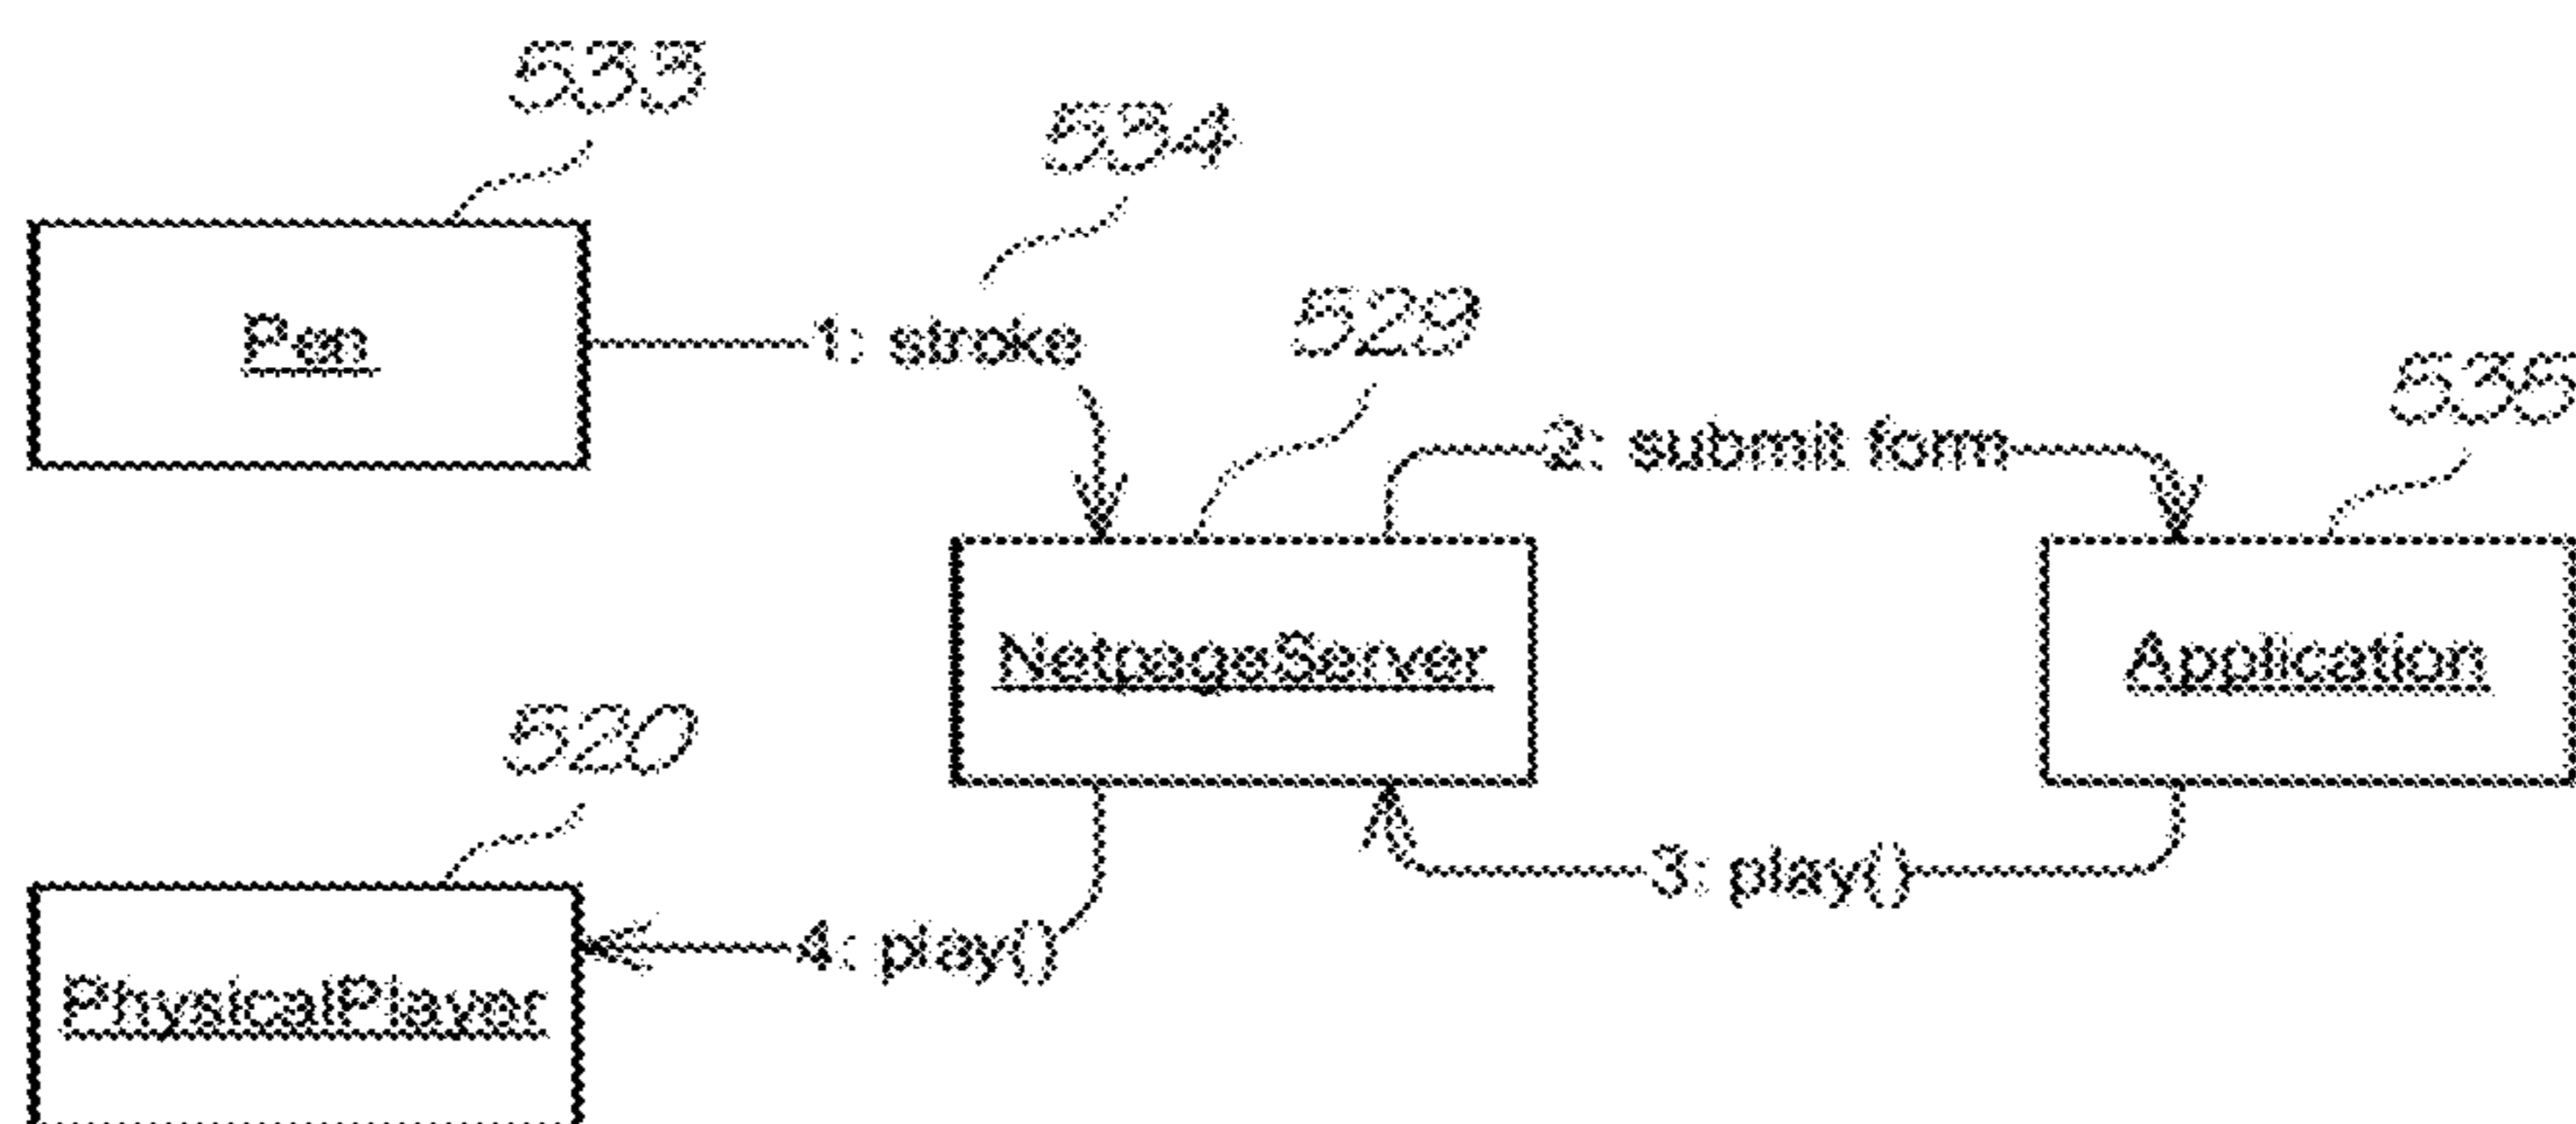 533
534
Pen
1: stroke
529
535
2: submit form
NetpageServer
Application
520
3: play()
4: play()
PhysicalPlayer